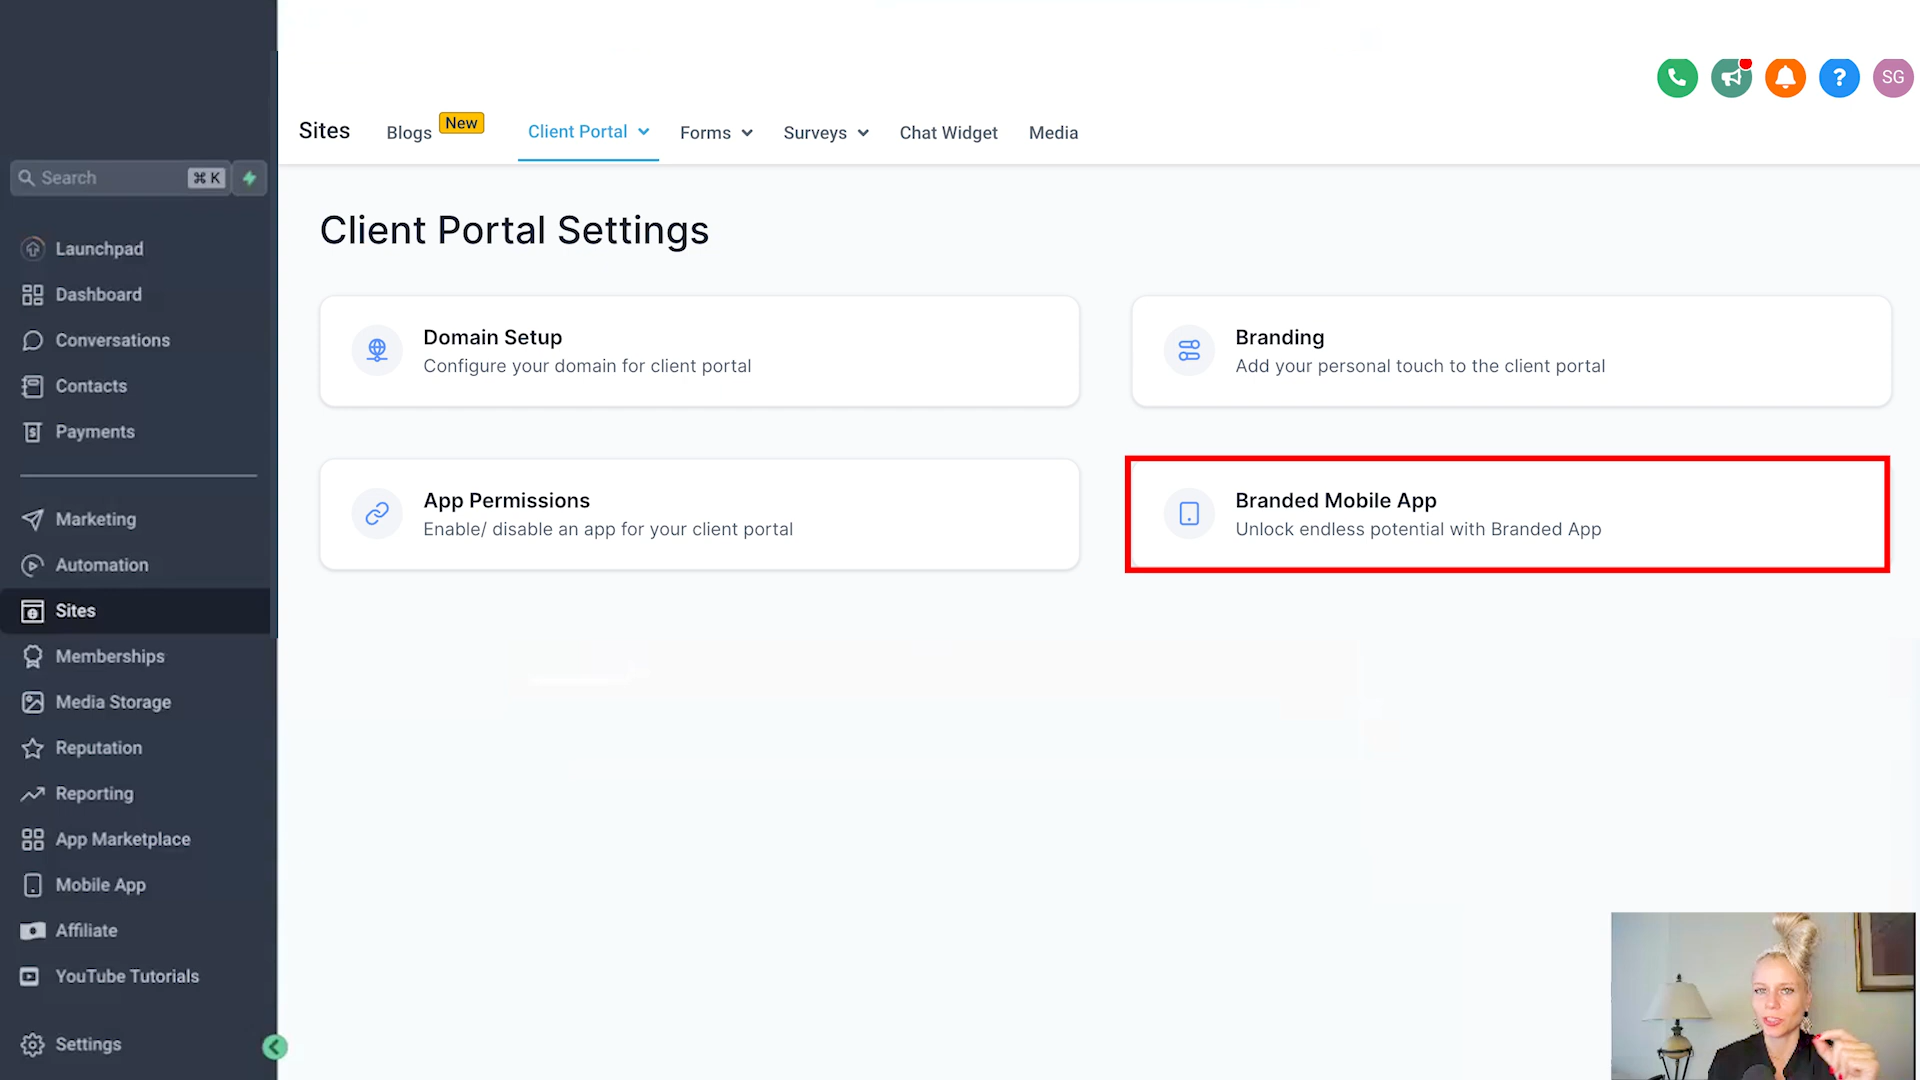 Search
⌘ K
Launchpad
Dashboard
Conversations
Contacts
Payments
Marketing
Automation
Sites
Memberships
Media Storage
Reputation
Reporting
App Marketplace
Mobile App
Affiliate
YouTube Tutorials
Settings
SG
Sites Blogs New Client Portal Forms Surveys Chat Widget Media
Client Portal Settings
Domain Setup
Configure your domain for client portal
Branding
Add your personal touch to the client portal
App Permissions
Enable/ disable an app for your client portal
Branded Mobile App
Unlock endless potential with Branded App